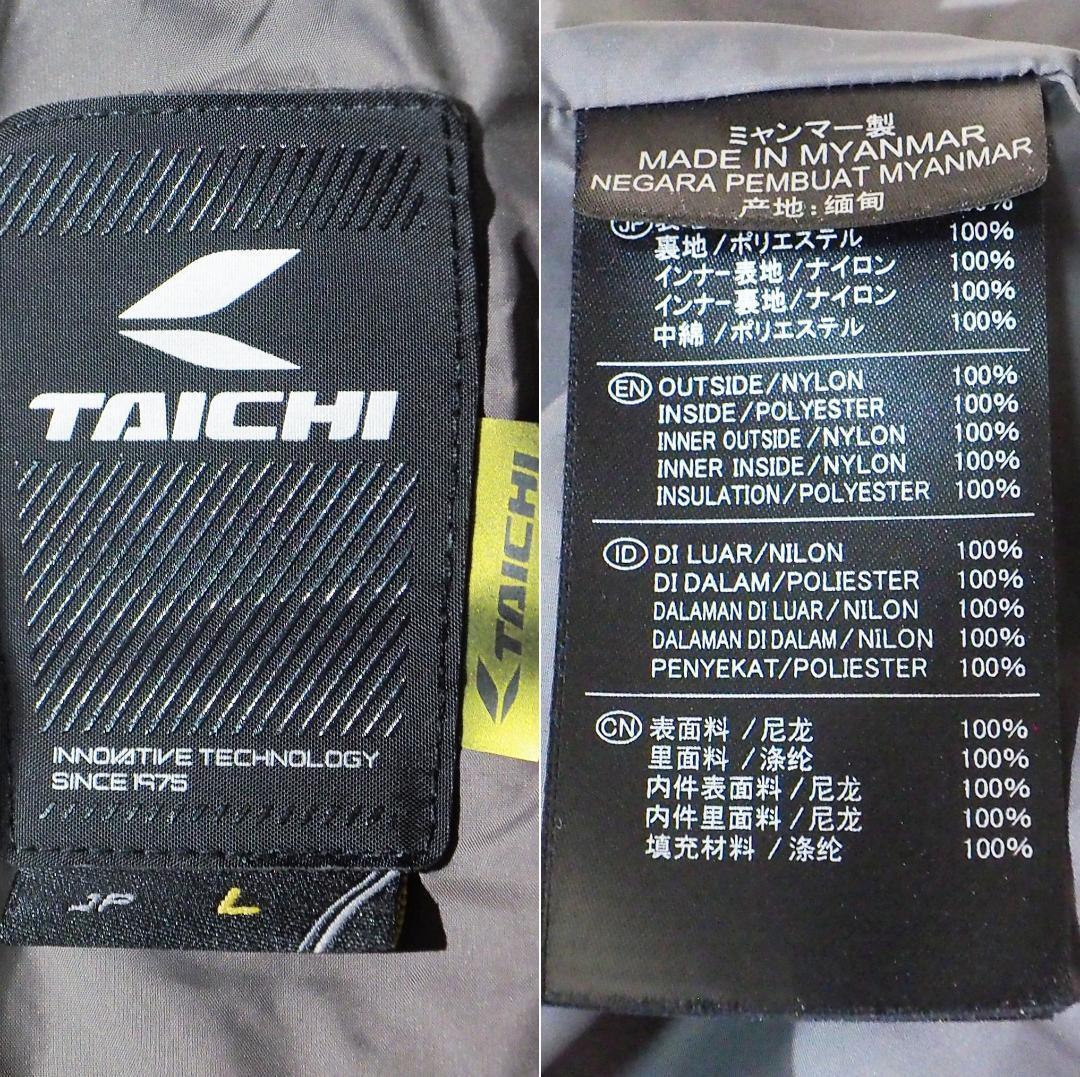 TAICHI
INNOVATIVE TECHNOLOGY
SINCE 1975
JP L
TAICHI
ミャンマー製
MADE IN MYANMAR
NEGARA PEMBUAT MYANMAR
产地:缅甸
JP
裏地/ポリエステル 100%
インナー表地/ナイロン 100%
インナー裏地/ナイロン 100%
中綿/ポリエステル 100%
EN OUTSIDE/NYLON 100%
INSIDE/POLYESTER 100%
INNER OUTSIDE/NYLON 100%
INNER INSIDE/NYLON 100%
INSULATION/POLYESTER 100%
ID DI LUAR/NILON 100%
DI DALAM/POLIESTER 100%
DALAMAN DI LUAR/NILON 100%
DALAMAN DI DALAM/NILON 100%
PENYEKAT/POLIESTER 100%
CN 表面料/尼龙 100%
里面料/涤纶 100%
内件表面料/尼龙 100%
内件里面料/尼龙 100%
填充材料/涤纶 100%